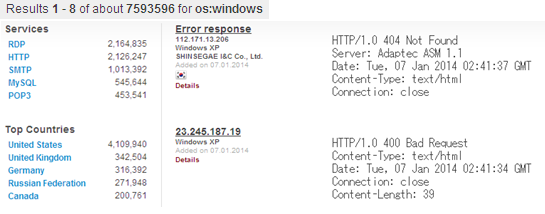 Results 1 - 8 of about 7593596 for os:windows
Services
RDP 2,164,835
HTTP 2,126,247
SMTP 1,013,392
MySQL 545,644
POP3 453,541
Top Countries
United States 4,109,940
United Kingdom 342,504
Germany 316,392
Russian Federation 271,948
Canada 200,761
Error response
112.171.13.206
Windows XP
SHINSEGAE I&C Co., Ltd.
Added on 07.01.2014
Details
HTTP/1.0 404 Not Found
Server: Adaptec ASM 1.1
Date: Tue, 07 Jan 2014 02:41:37 GMT
Content-Type: text/html
Connection: close
23.245.187.19
Windows XP
Added on 07.01.2014
Details
HTTP/1.0 400 Bad Request
Content-Type: text/html
Date: Tue, 07 Jan 2014 02:41:34 GMT
Connection: close
Content-Length: 39